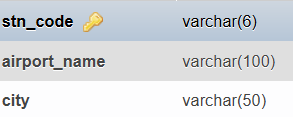 stn_code varchar(6)
airport_name varchar(100)
city varchar(50)